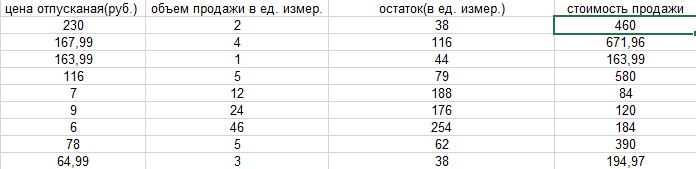 цена отпусканая(руб.) объем продажи в ед. измер. остаток(в ед. измер.) стоимость продажи
230 2 38 460
167,99 4 116 671,96
163,99 1 44 163,99
116 5 79 580
7 12 188 84
9 24 176 120
6 46 254 184
78 5 62 390
64,99 3 38 194,97